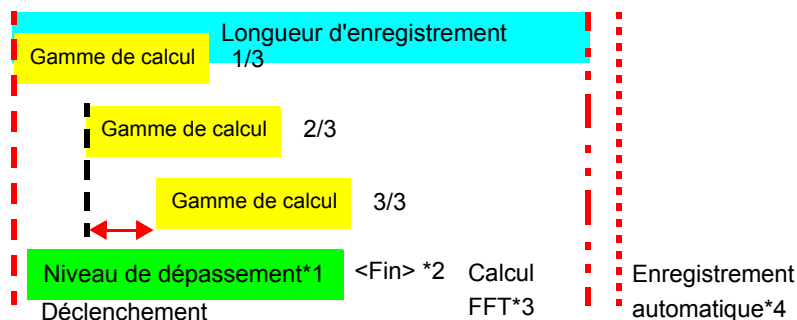 Longueur d'enregistrement
Gamme de calcul 1/3
Gamme de calcul 2/3
Gamme de calcul 3/3
Niveau de dépassement*1 <Fin> *2 Calcul FFT*3
Déclenchement
Enregistrement
automatique*4